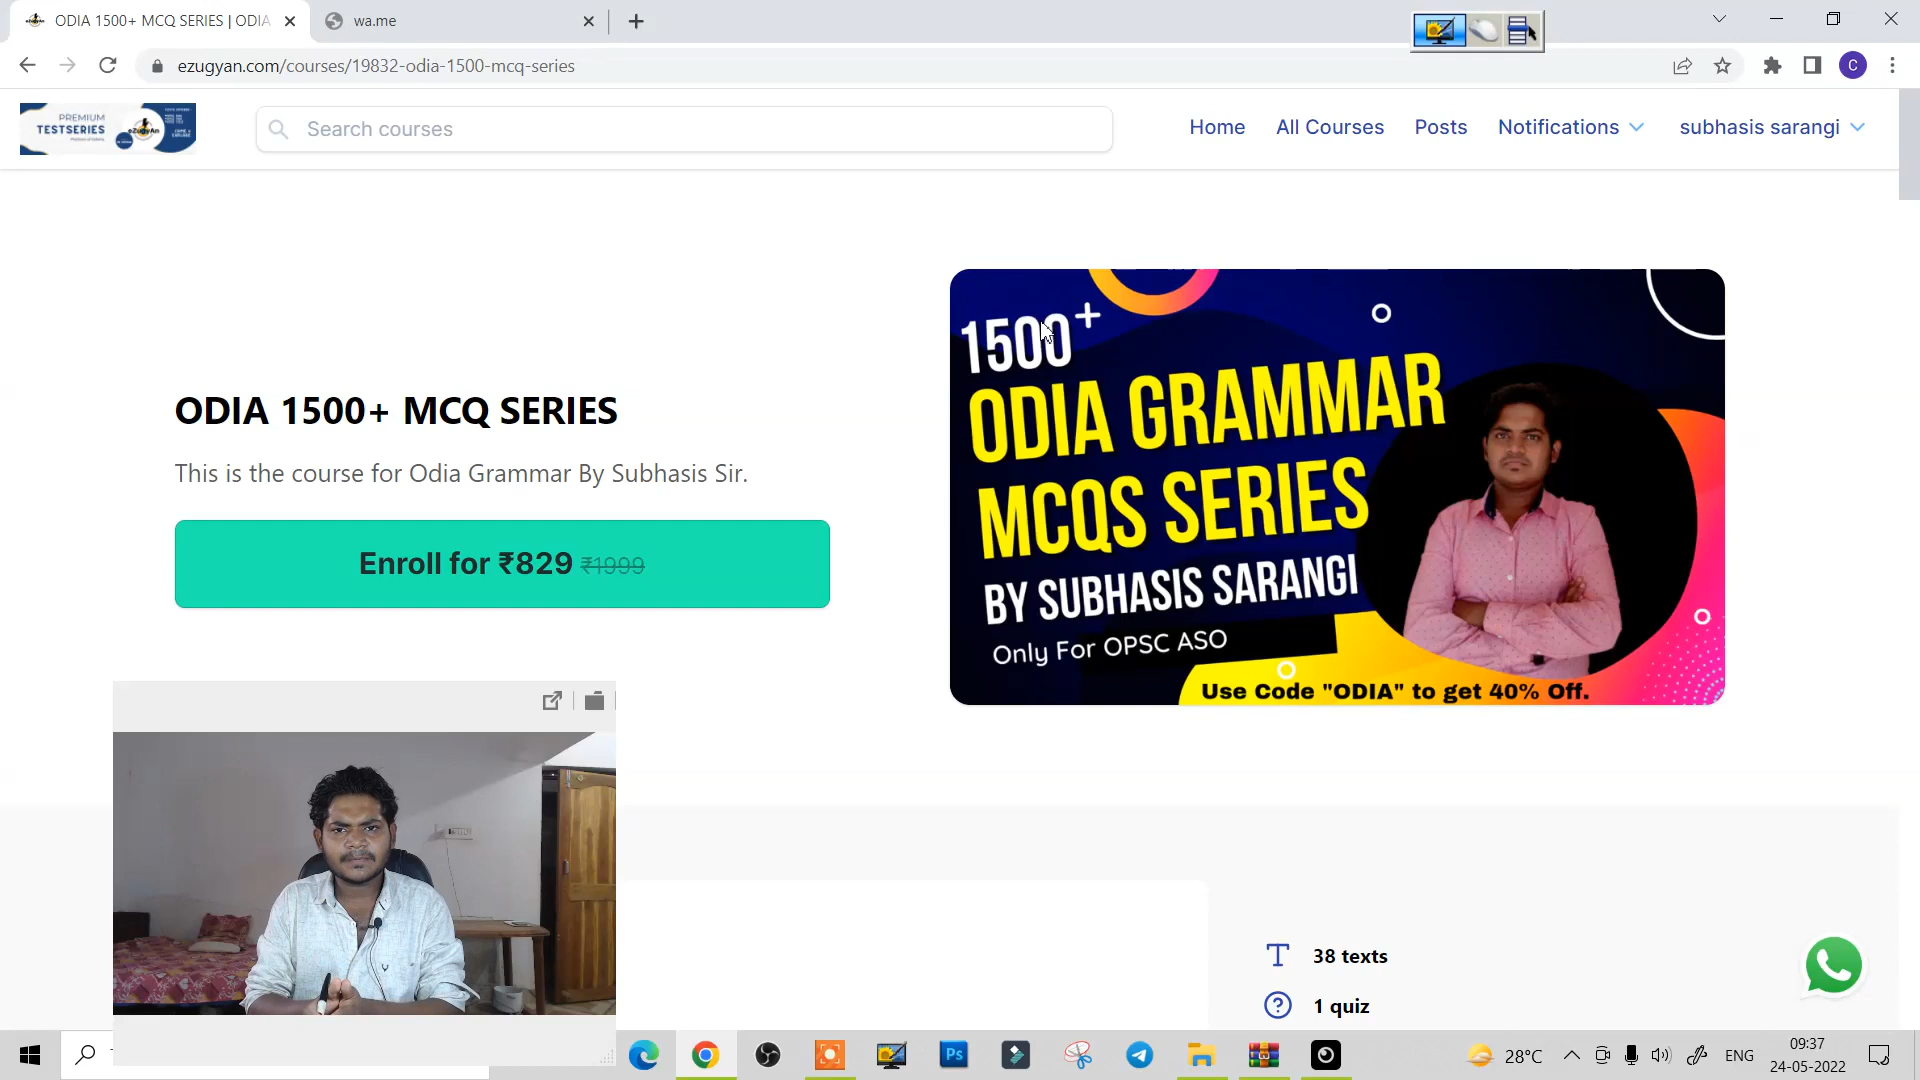 ODIA 1500+ MCQ SERIES | ODIA
wa.me
ezugyan.com/courses/19832-odia-1500-mcq-series
C
PREMIUM
TESTSERIES
Search courses
Home
All Courses
Posts
Notifications
subhasis sarangi
ODIA 1500+ MCQ SERIES
This is the course for Odia Grammar By Subhasis Sir.
Enroll for ₹829 ₹1999
1500+
ODIA GRAMMAR
MCQS SERIES
BY SUBHASIS SARANGI
Only For OPSC ASO
Use Code "ODIA" to get 40% Off.
38 texts
1 quiz
Ps
28°C
ENG
09:37
24-05-2022